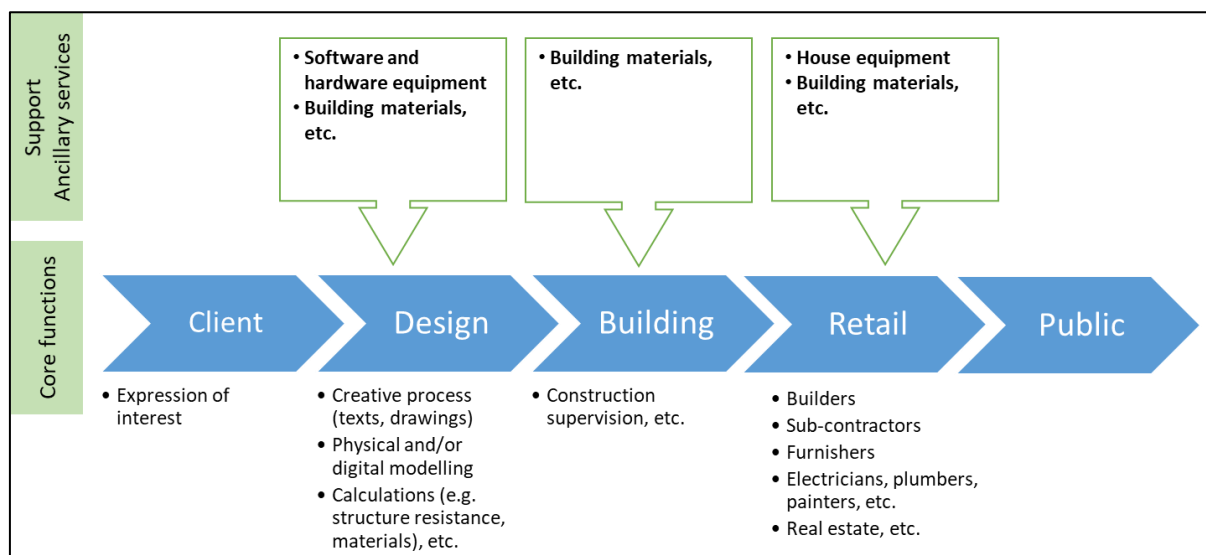 Support
Ancillary services
• Software and
hardware equipment
• Building materials,
etc.
• Building materials,
etc.
• House equipment
• Building materials,
etc.
Core functions
Client
Design
Building
Retail
Public
• Expression of
interest
• Creative process
(texts, drawings)
• Physical and/or
digital modelling
• Calculations (e.g.
structure resistance,
materials), etc.
• Construction
supervision, etc.
• Builders
• Sub-contractors
• Furnishers
• Electricians, plumbers,
painters, etc.
• Real estate, etc.